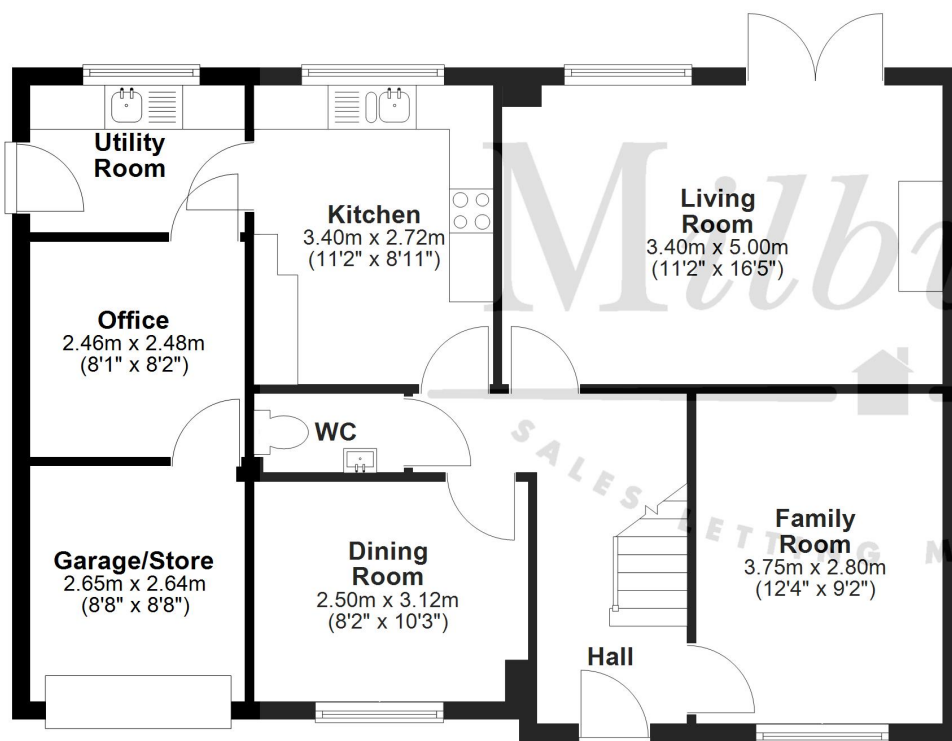 Utility
Room
Kitchen
3.40m x 2.72m
(11'2" x 8'11")
Living
Room
3.40m x 5.00m
(11'2" x 16'5")
Office
2.46m x 2.48m
(8'1" x 8'2")
WC
Garage/Store
2.65m x 2.64m
(8'8" x 8'8")
Dining
Room
2.50m x 3.12m
(8'2" x 10'3")
Family
Room
3.75m x 2.80m
(12'4" x 9'2")
Hall
SALES LETTING M